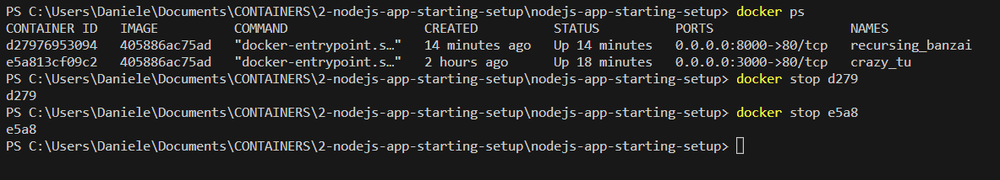 PS C:\Users\Daniele\Documents\CONTAINERS\2-nodejs-app-starting-setup\nodejs-app-starting-setup> docker ps
CONTAINER ID   IMAGE          COMMAND                  CREATED          STATUS          PORTS                  NAMES
d27976953094   405886ac75ad   "docker-entrypoint.s…"   14 minutes ago   Up 14 minutes   0.0.0.0:8000->80/tcp   recursing_banzai
e5a813cf09c2   405886ac75ad   "docker-entrypoint.s…"   2 hours ago      Up 18 minutes   0.0.0.0:3000->80/tcp   crazy_tu
PS C:\Users\Daniele\Documents\CONTAINERS\2-nodejs-app-starting-setup\nodejs-app-starting-setup> docker stop d279
d279
PS C:\Users\Daniele\Documents\CONTAINERS\2-nodejs-app-starting-setup\nodejs-app-starting-setup> docker stop e5a8
e5a8
PS C:\Users\Daniele\Documents\CONTAINERS\2-nodejs-app-starting-setup\nodejs-app-starting-setup>